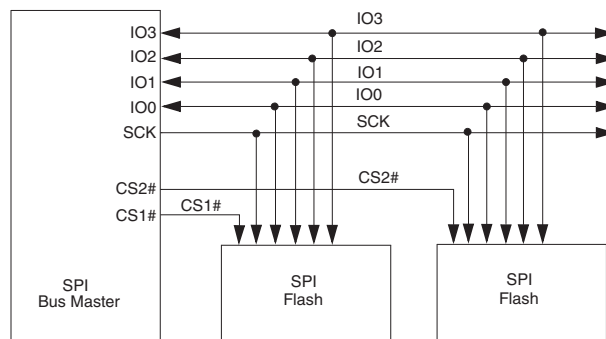 IO3
IO3
IO2
IO2
IO1
IO1
IO0
IO0
SCK
SCK
CS2#
CS2#
CS1#
CS1#
SPI
Bus Master
SPI
Flash
SPI
Flash